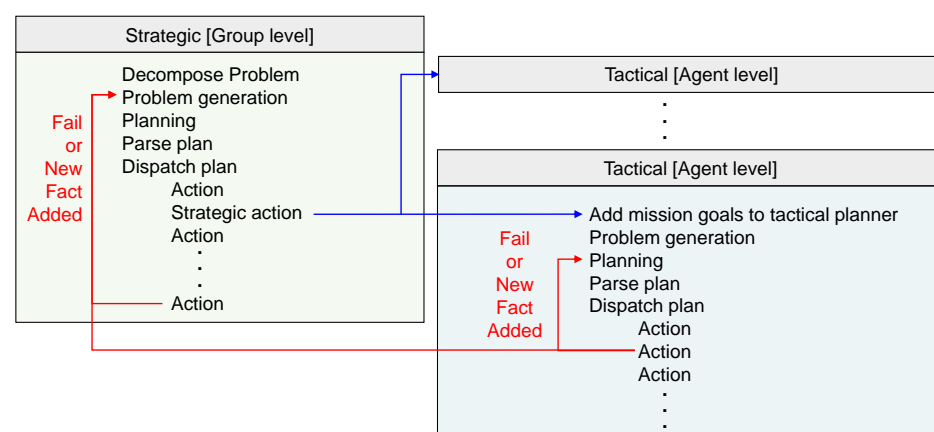 Strategic [Group level]
Decompose Problem
Problem generation
Planning
Parse plan
Dispatch plan
Action
Strategic action
Action
.
.
.
Action
Fail
or
New
Fact
Added
Tactical [Agent level]
.
.
.
Tactical [Agent level]
Add mission goals to tactical planner
Problem generation
Planning
Parse plan
Dispatch plan
Action
Action
Action
.
.
.
Fail
or
New
Fact
Added